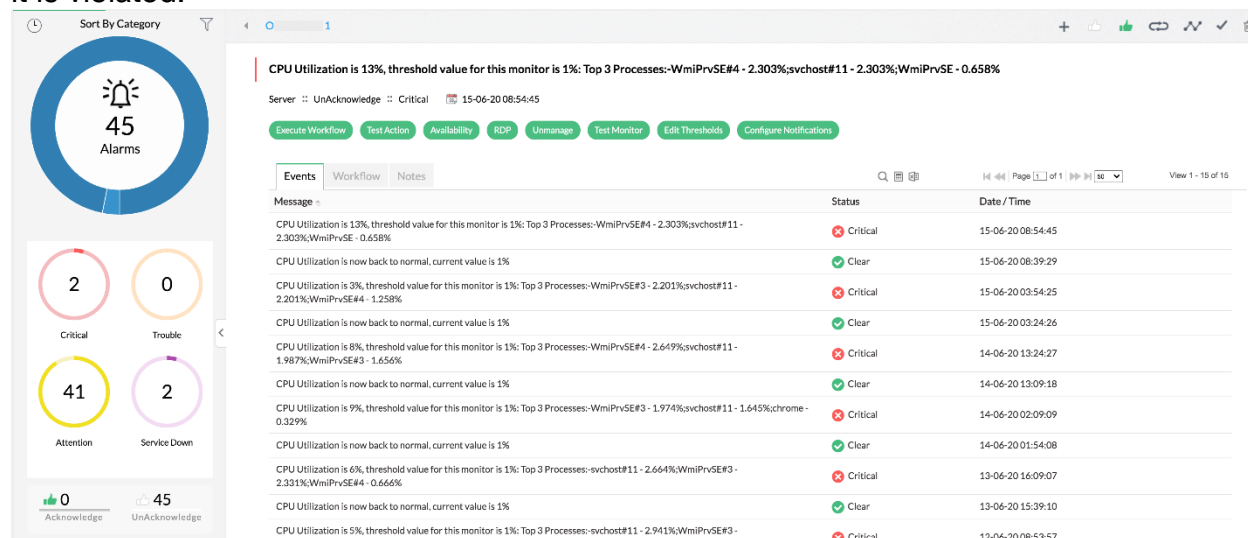 it is violated.
Sort By Category
1
45
Alarms
2
0
Critical
Trouble
41
2
Attention
Service Down
0
45
Acknowledge
UnAcknowledge
CPU Utilization is 13%, threshold value for this monitor is 1%: Top 3 Processes:-WmiPrvSE#4 - 2.303%;svchost#11 - 2.303%;WmiPrvSE - 0.658%
Server :: UnAcknowledge :: Critical 15-06-20 08:54:45
Execute Workflow Test Action Availability RDP Unmanage Test Monitor Edit Thresholds Configure Notifications
Events Workflow Notes Page 1 of 1 50 View 1 - 15 of 15
Message Status Date / Time
CPU Utilization is 13%, threshold value for this monitor is 1%: Top 3 Processes:-WmiPrvSE#4 - 2.303%;svchost#11 -
2.303%;WmiPrvSE - 0.658%
Critical 15-06-20 08:54:45
CPU Utilization is now back to normal, current value is 1% Clear 15-06-20 08:39:29
CPU Utilization is 3%, threshold value for this monitor is 1%: Top 3 Processes:-WmiPrvSE#3 - 2.201%;svchost#11 -
2.201%;WmiPrvSE#4 - 1.258%
Critical 15-06-20 03:54:25
CPU Utilization is now back to normal, current value is 1% Clear 15-06-20 03:24:26
CPU Utilization is 8%, threshold value for this monitor is 1%: Top 3 Processes:-WmiPrvSE#4 - 2.649%;svchost#11 -
1.987%;WmiPrvSE#3 - 1.656%
Critical 14-06-20 13:24:27
CPU Utilization is now back to normal, current value is 1% Clear 14-06-20 13:09:18
CPU Utilization is 9%, threshold value for this monitor is 1%: Top 3 Processes:-WmiPrvSE#3 - 1.974%;svchost#11 - 1.645%;chrome -
0.329%
Critical 14-06-20 02:09:09
CPU Utilization is now back to normal, current value is 1% Clear 14-06-20 01:54:08
CPU Utilization is 6%, threshold value for this monitor is 1%: Top 3 Processes:-svchost#11 - 2.664%;WmiPrvSE#3 -
2.331%;WmiPrvSE#4 - 0.666%
Critical 13-06-20 16:09:07
CPU Utilization is now back to normal, current value is 1% Clear 13-06-20 15:39:10
CPU Utilization is 5%, threshold value for this monitor is 1%: Top 3 Processes:-svchost#11 - 2.941%;WmiPrvSE#3 -
Critical